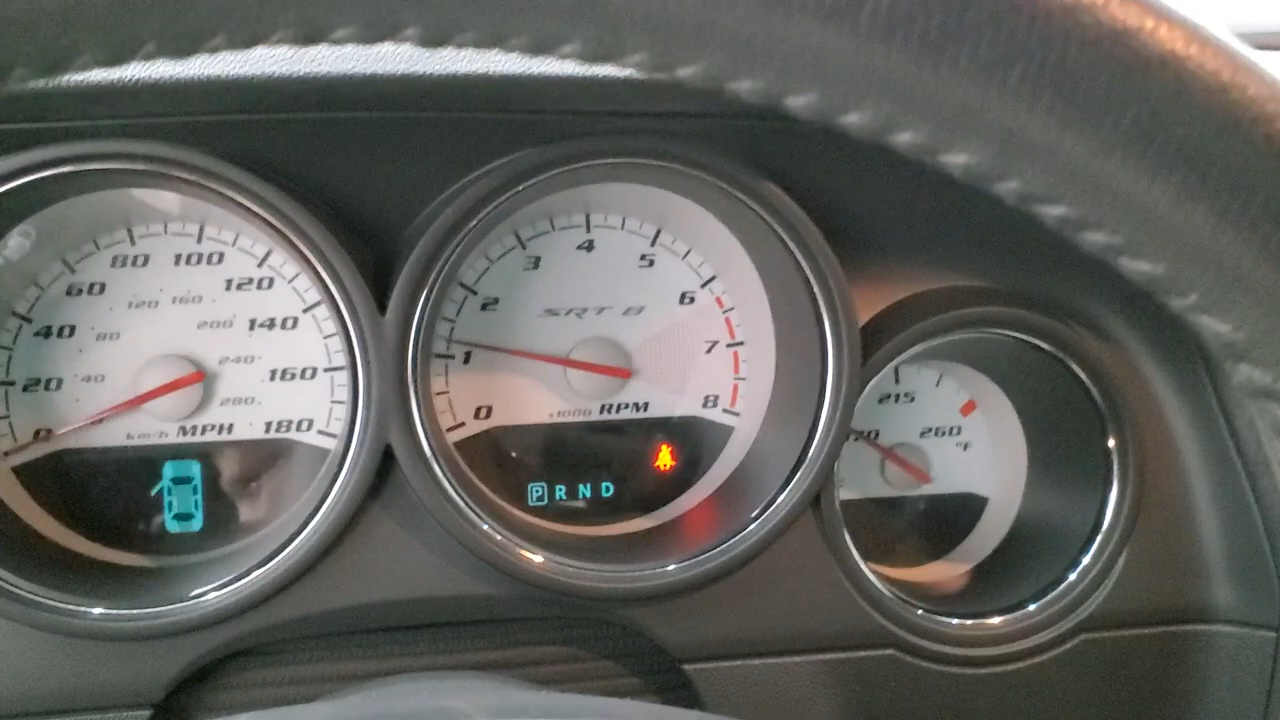 0 20 40 60 80 100 120 140 160 180
40 80 120 160 200 240 280
km/h MPH
0 1 2 3 4 5 6 7 8
SRT 8
x1000 RPM
P R N D
215
260
°F